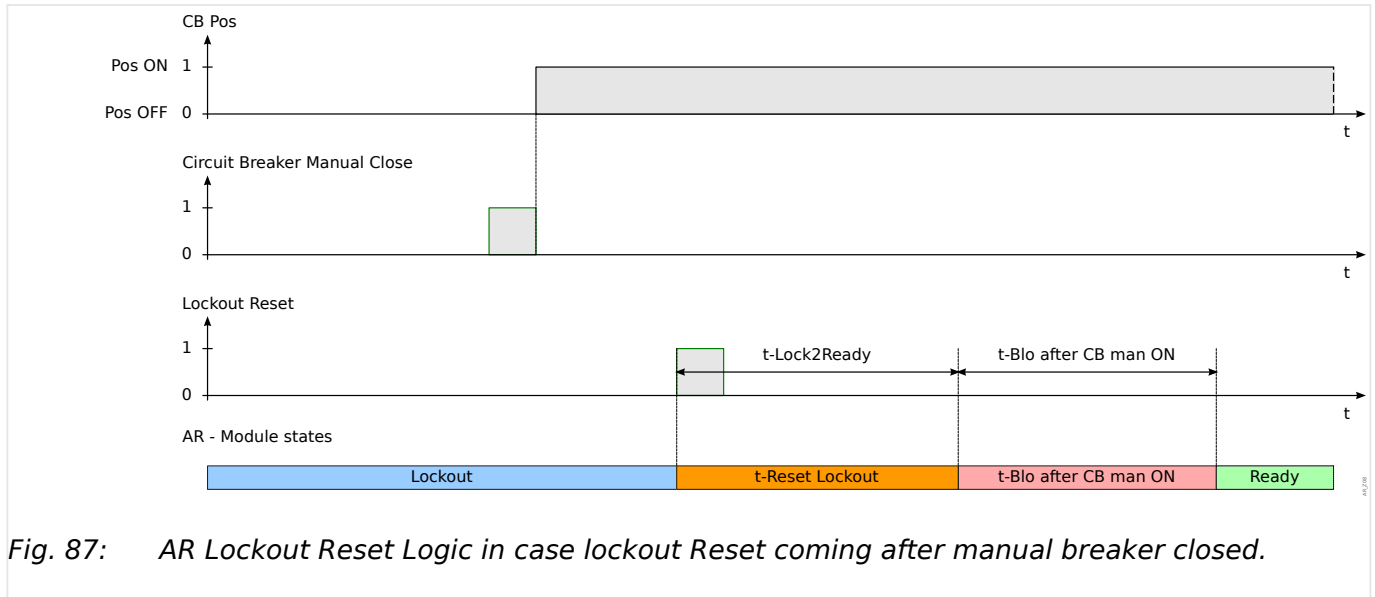 CB Pos
Pos ON 1
Pos OFF 0
t
Circuit Breaker Manual Close
1
0
t
Lockout Reset
1 t-Lock2Ready t-Blo after CB man ON
0
t
AR - Module states
Lockout t-Reset Lockout t-Blo after CB man ON Ready
AR_Z08
Fig. 87: AR Lockout Reset Logic in case lockout Reset coming after manual breaker closed.